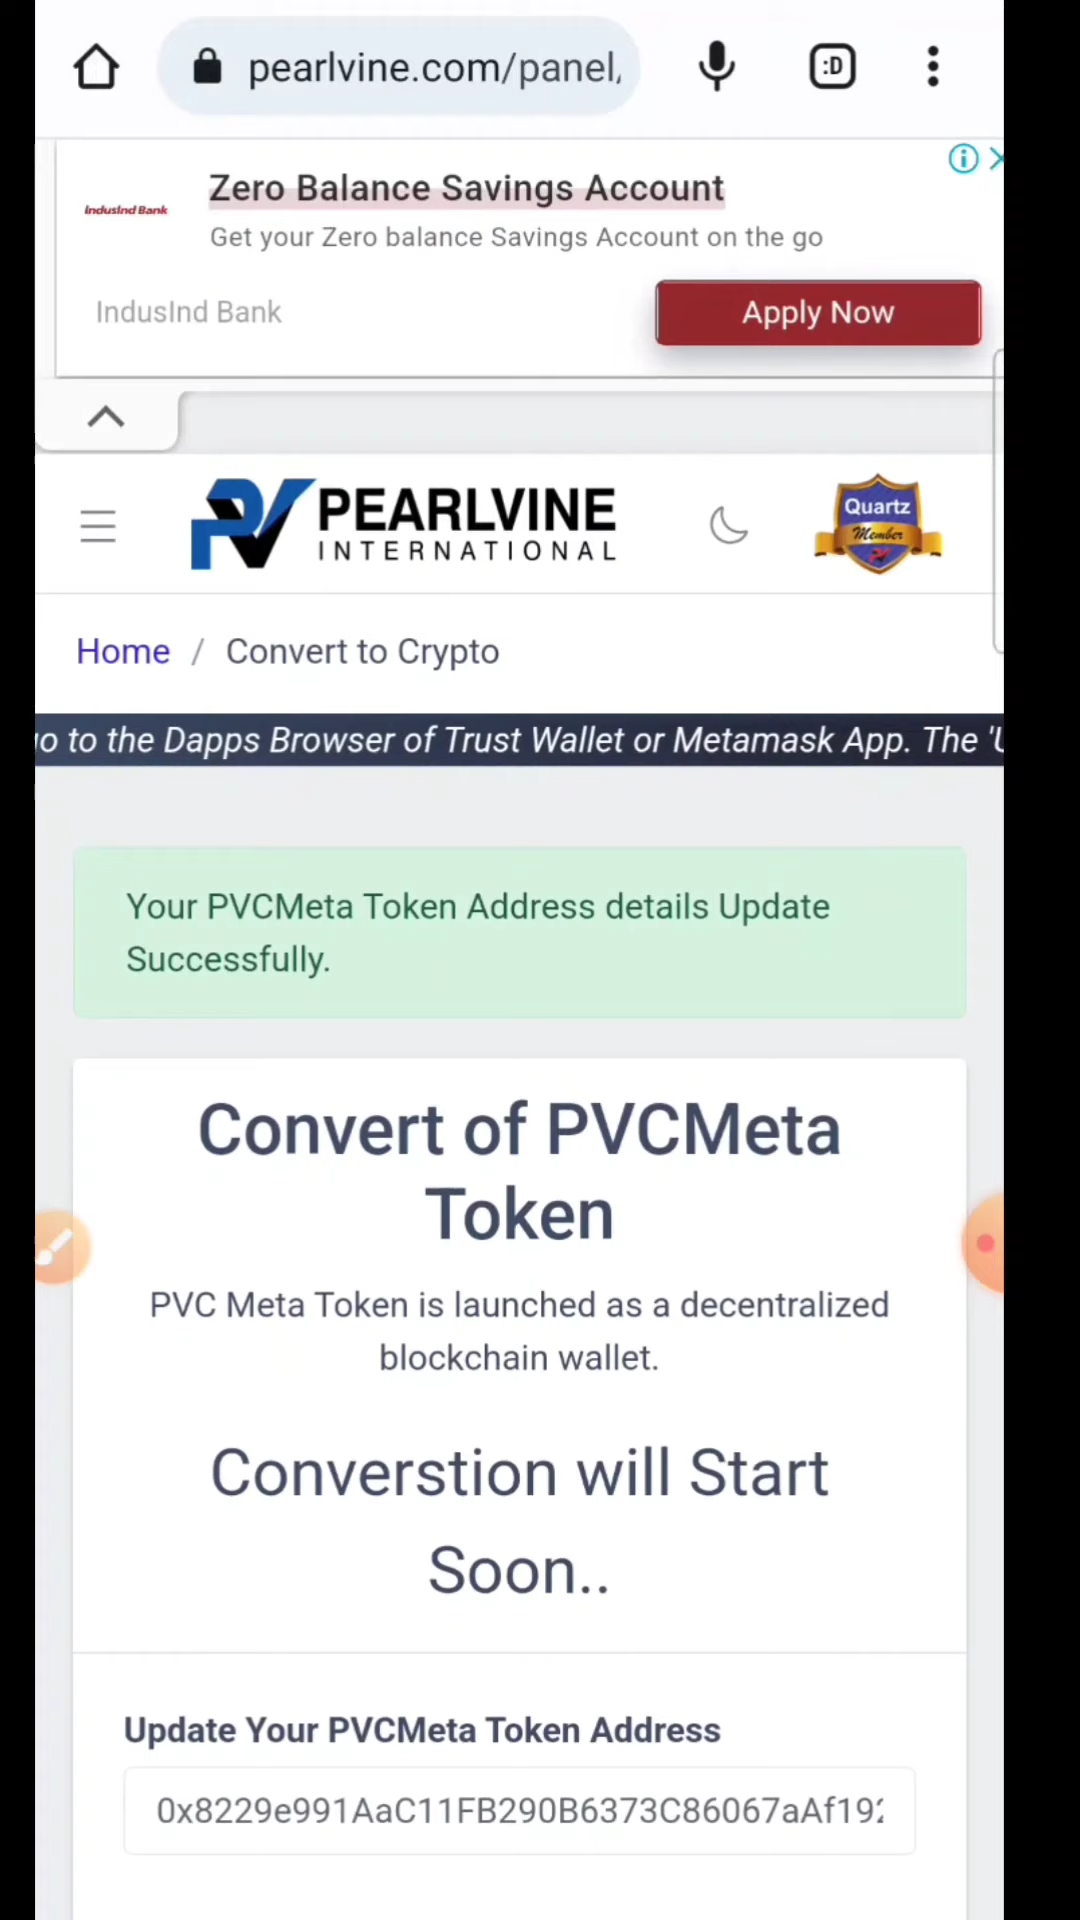 pearlvine.com/panel
:D
Zero Balance Savings Account
IndusInd Bank
Get your Zero balance Savings Account on the go
IndusInd Bank
Apply Now
PEARLVINE
INTERNATIONAL
Quartz
Member
Home / Convert to Crypto
to the Dapps Browser of Trust Wallet or Metamask App. The
Your PVCMeta Token Address details Update
Successfully.
Convert of PVCMeta
Token
PVC Meta Token is launched as a decentralized
blockchain wallet.
Converstion will Start
Soon..
Update Your PVCMeta Token Address
0x8229e991AaC11FB290B6373C86067aAf192